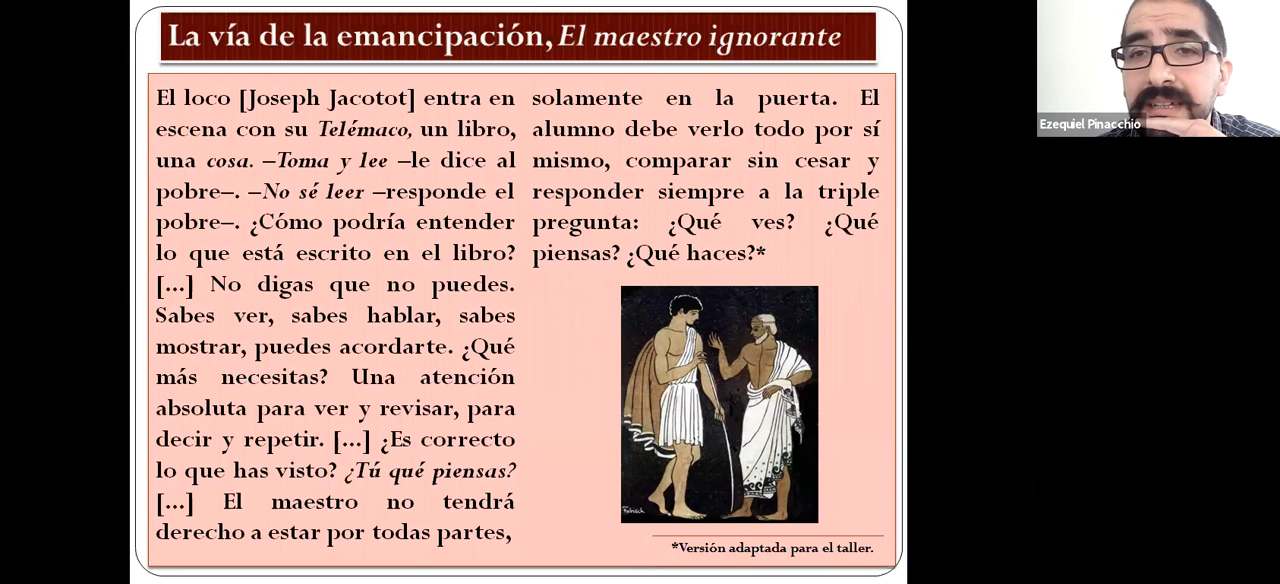 La vía de la emancipación, El maestro ignorante
El loco [Joseph Jacotot] entra en
escena con su Telémaco, un libro,
una cosa. –Toma y lee –le dice al
pobre–. –No sé leer –responde el
pobre–. ¿Cómo podría entender
lo que está escrito en el libro?
[...] No digas que no puedes.
Sabes ver, sabes hablar, sabes
mostrar, puedes acordarte. ¿Qué
más necesitas? Una atención
absoluta para ver y revisar, para
decir y repetir. [...] ¿Es correcto
lo que has visto? ¿Tú qué piensas?
[...] El maestro no tendrá
derecho a estar por todas partes,
solamente en la puerta. El
alumno debe verlo todo por sí
mismo, comparar sin cesar y
responder siempre a la triple
pregunta: ¿Qué ves? ¿Qué
piensas? ¿Qué haces?*
*Versión adaptada para el taller.
Ezequiel Pinacchio